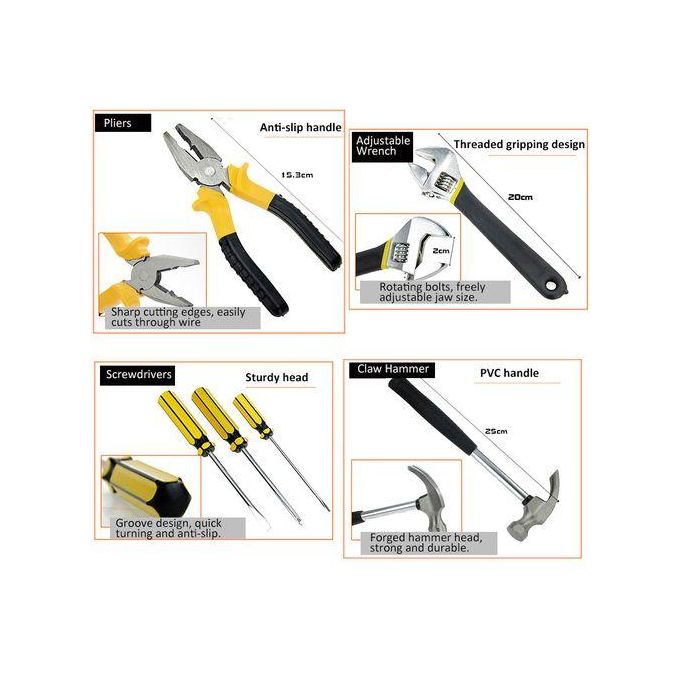 Pliers
Anti-slip handle
15.3cm
Sharp cutting edges, easily
cuts through wire
Adjustable
Wrench
Threaded gripping design
20cm
2cm
Rotating bolts, freely
adjustable jaw size.
Screwdrivers
Sturdy head
Groove design, quick
turning and anti-slip.
Claw Hammer
PVC handle
25cm
Forged hammer head,
strong and durable.